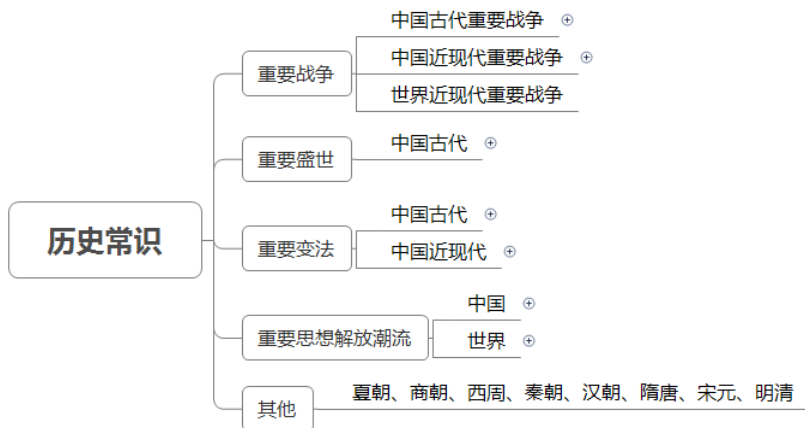 历史常识
重要战争
中国古代重要战争
中国近现代重要战争
世界近现代重要战争
重要盛世
中国古代
重要变法
中国古代
中国近现代
重要思想解放潮流
中国
世界
其他
夏朝、商朝、西周、秦朝、汉朝、隋唐、宋元、明清